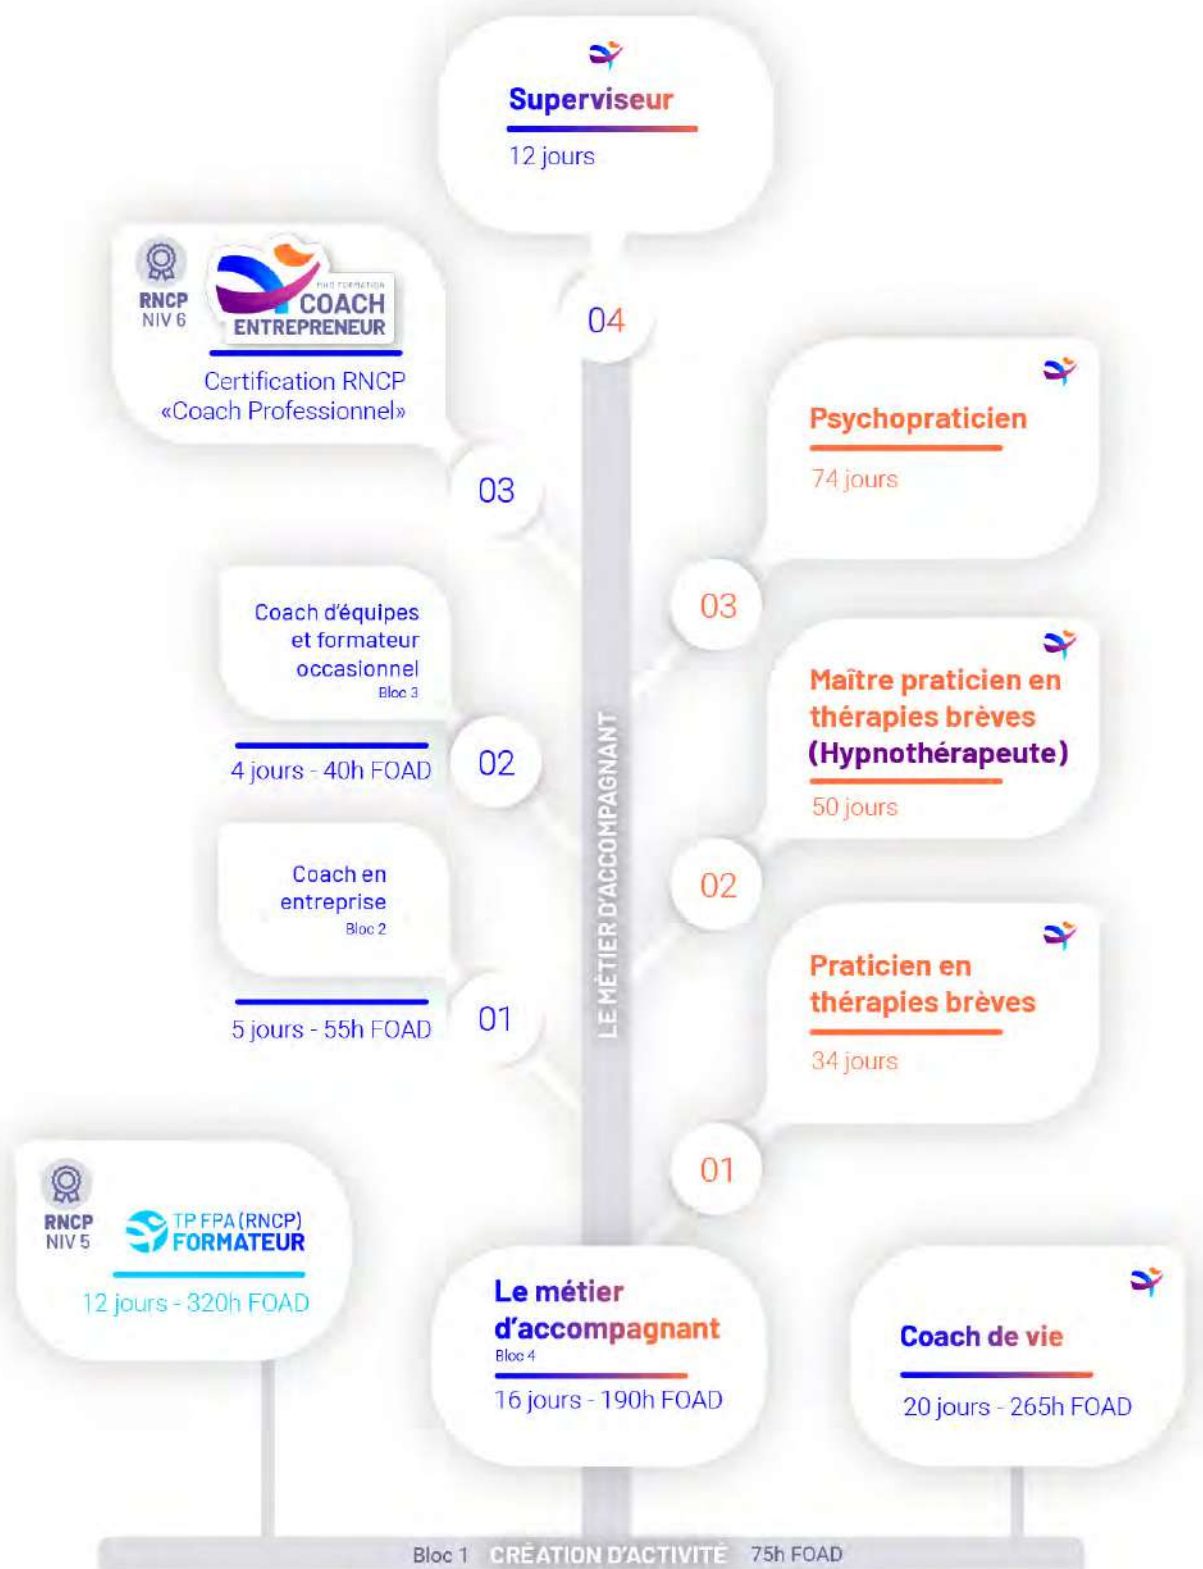 Superviseur
12 jours
RNCP
NIV 6
MHD FORMATION
COACH
ENTREPRENEUR
Certification RNCP
«Coach Professionnel»
04
03
Psychopraticien
74 jours
03
Coach d'équipes
et formateur
occasionnel
Bloc 3
4 jours - 40h FOAD
02
Maître praticien en
thérapies brèves
(Hypnothérapeute)
50 jours
02
LE MÉTIER D'ACCOMPAGNANT
Coach en
entreprise
Bloc 2
5 jours - 55h FOAD
01
Praticien en
thérapies brèves
34 jours
01
RNCP
NIV 5
TP FPA (RNCP)
FORMATEUR
12 jours - 320h FOAD
Le métier
d'accompagnant
Bloc 4
16 jours - 190h FOAD
Coach de vie
20 jours - 265h FOAD
Bloc 1 CRÉATION D'ACTIVITÉ 75h FOAD